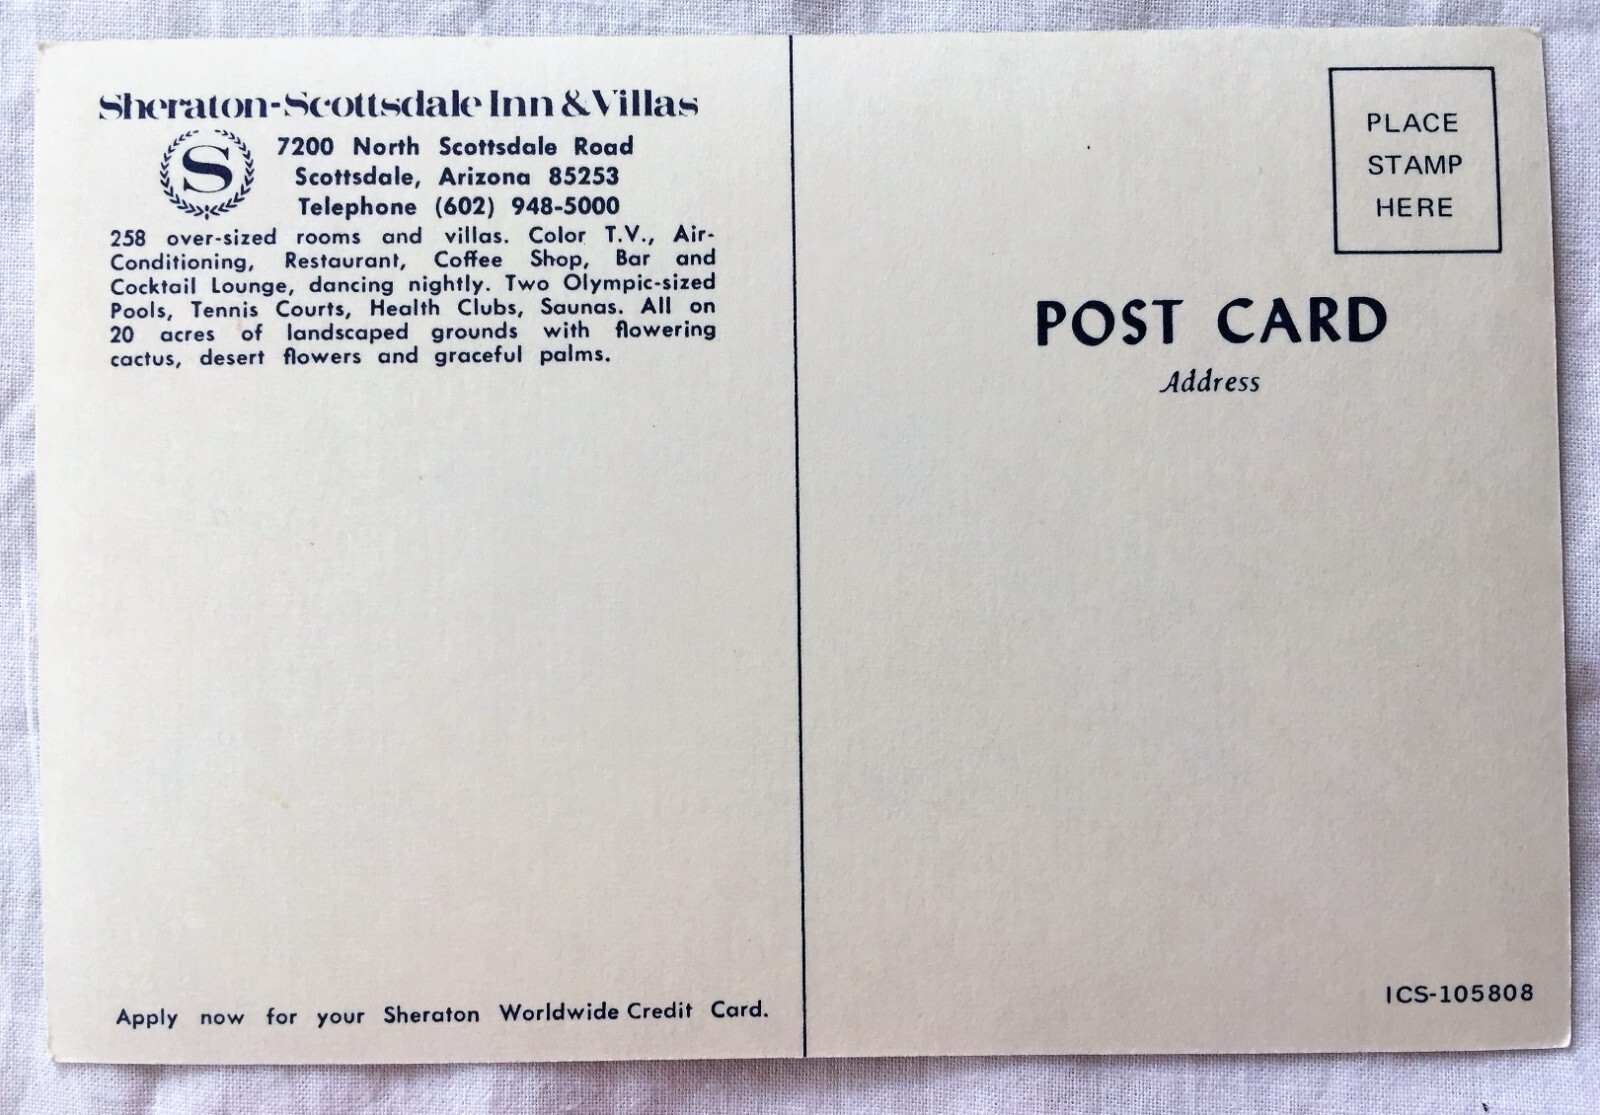 Sheraton-Scottsdale Inn & Villas
S
7200 North Scottsdale Road
Scottsdale, Arizona 85253
Telephone (602) 948-5000
258 over-sized rooms and villas. Color T.V., Air-
Conditioning, Restaurant, Coffee Shop, Bar and
Cocktail Lounge, dancing nightly. Two Olympic-sized
Pools, Tennis Courts, Health Clubs, Saunas. All on
20 acres of landscaped grounds with flowering
cactus, desert flowers and graceful palms.
Apply now for your Sheraton Worldwide Credit Card.
PLACE
STAMP
HERE
POST CARD
Address
ICS-105808